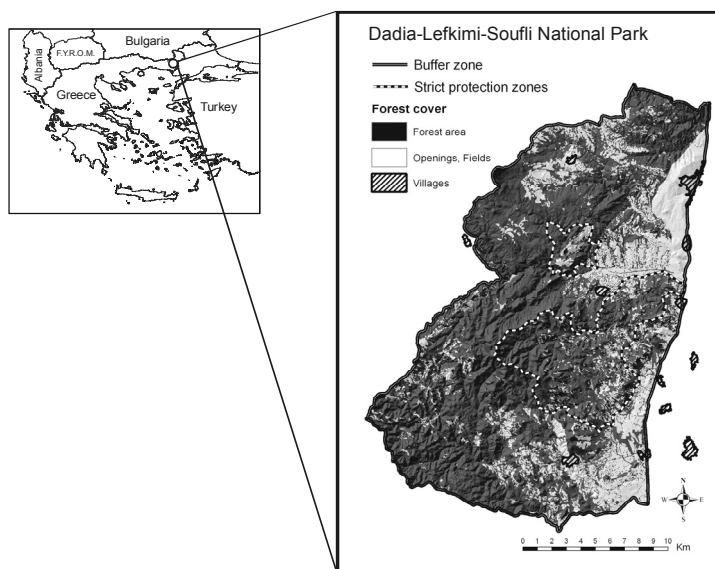 Bulgaria
F.Y.R.O.M.
Albania
Greece
Turkey
Dadia-Lefkimi-Soufli National Park
Buffer zone
Strict protection zones
Forest cover
Forest area
Openings, Fields
Villages
N
W E
S
0 1 2 3 4 5 6 7 8 9 10
Km